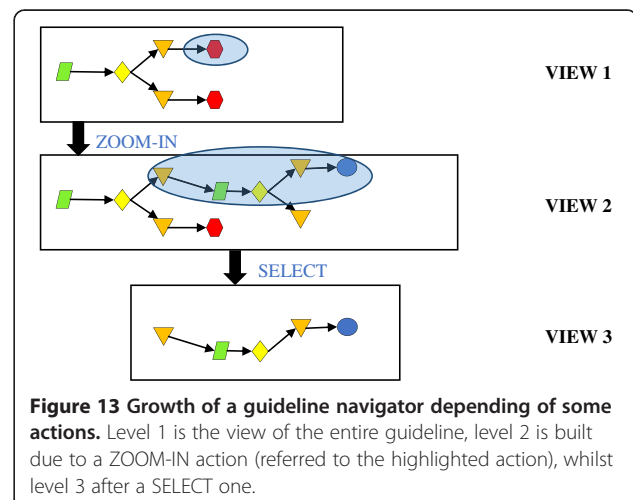 VIEW 1
ZOOM-IN
VIEW 2
SELECT
VIEW 3
Figure 13 Growth of a guideline navigator depending of some
actions. Level 1 is the view of the entire guideline, level 2 is built
due to a ZOOM-IN action (referred to the highlighted action), whilst
level 3 after a SELECT one.